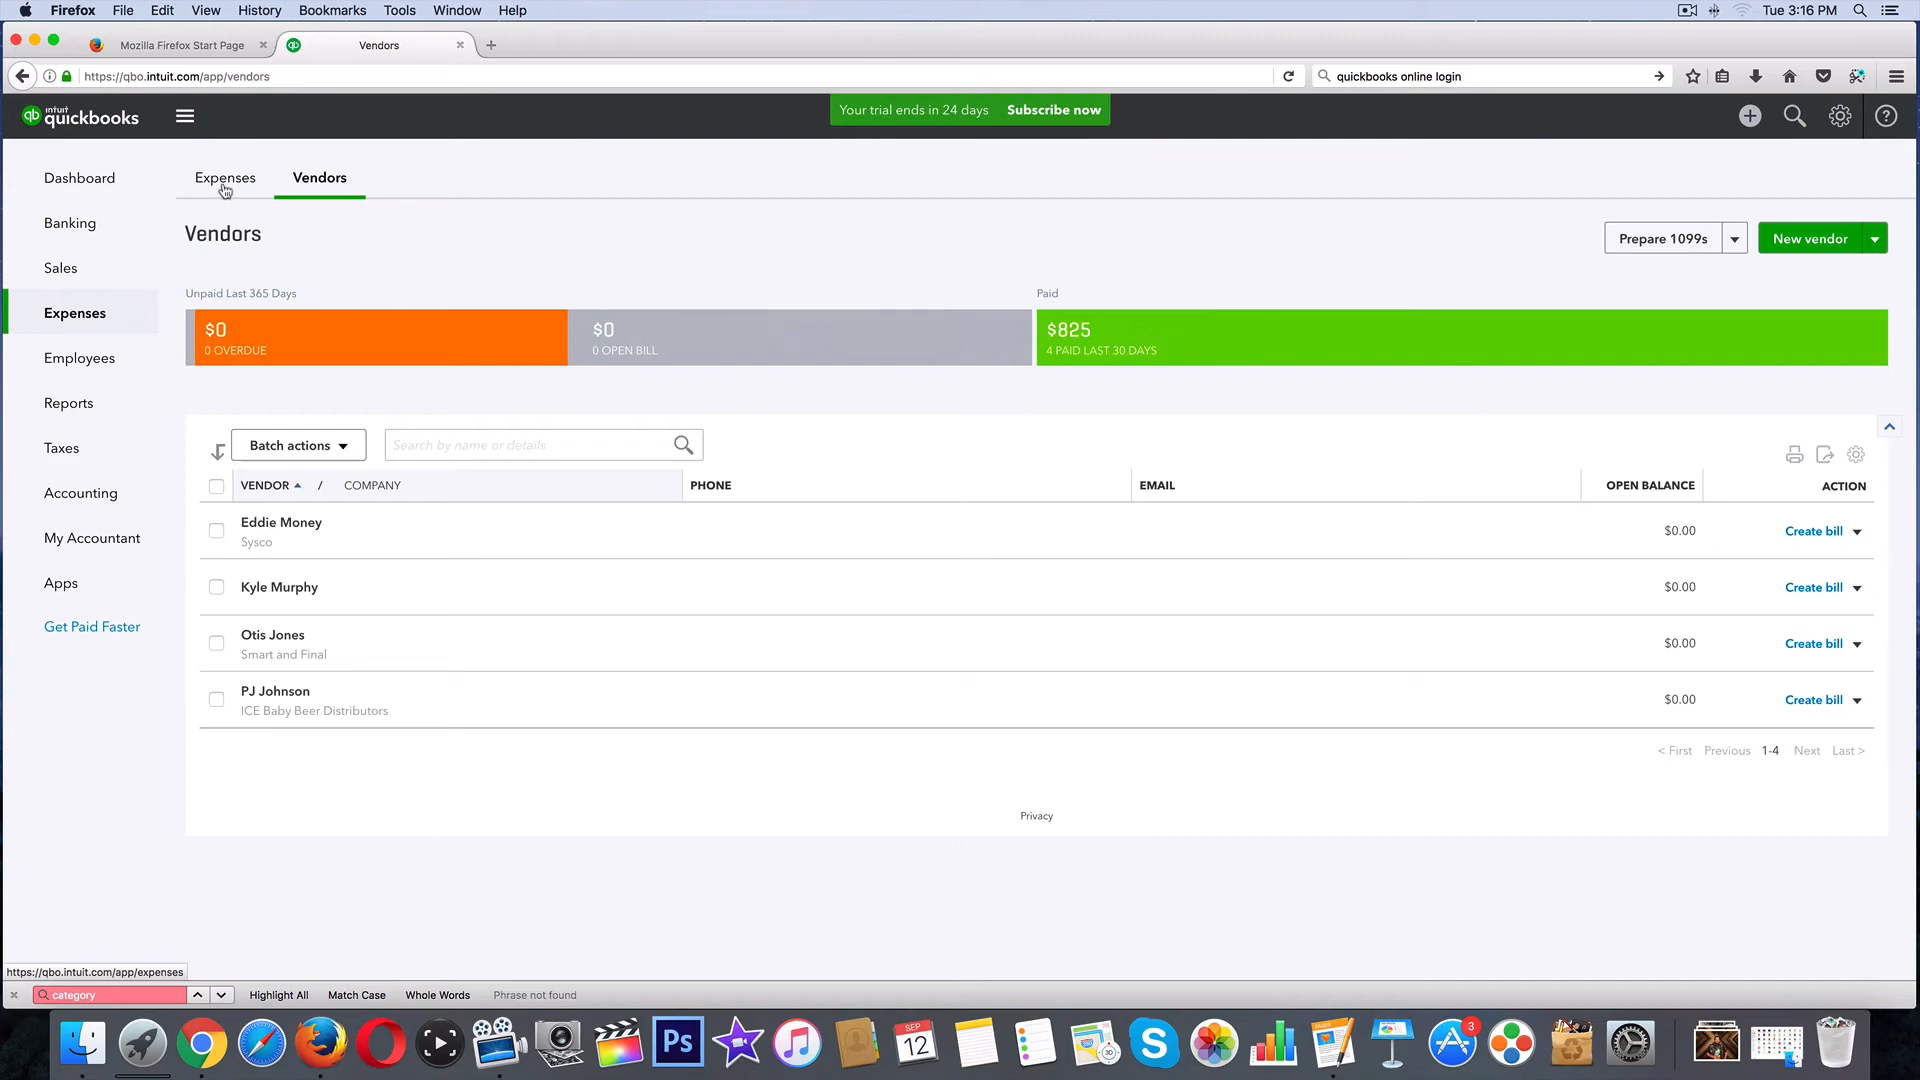 Firefox File Edit View History Bookmarks Tools Window Help Tue 3:16 PM
Mozilla Firefox Start Page Vendors
https://qbo.intuit.com/app/vendors quickbooks online login
intuit
quickbooks Your trial ends in 24 days Subscribe now
Dashboard
Banking
Sales
Expenses
Employees
Reports
Taxes
Accounting
My Accountant
Apps
Get Paid Faster
Expenses Vendors
Vendors
Prepare 1099s New vendor
Unpaid Last 365 Days Paid
$0 $0 $825
0 OVERDUE 0 OPEN BILL 4 PAID LAST 30 DAYS
Batch actions Search by name or details
VENDOR / COMPANY PHONE EMAIL OPEN BALANCE ACTION
Eddie Money $0.00 Create bill
Sysco
Kyle Murphy $0.00 Create bill
Otis Jones $0.00 Create bill
Smart and Final
PJ Johnson $0.00 Create bill
ICE Baby Beer Distributors
< First Previous 1-4 Next Last >
Privacy
https://qbo.intuit.com/app/expenses
category Highlight All Match Case Whole Words Phrase not found
Ps SEP 12 3D S 3